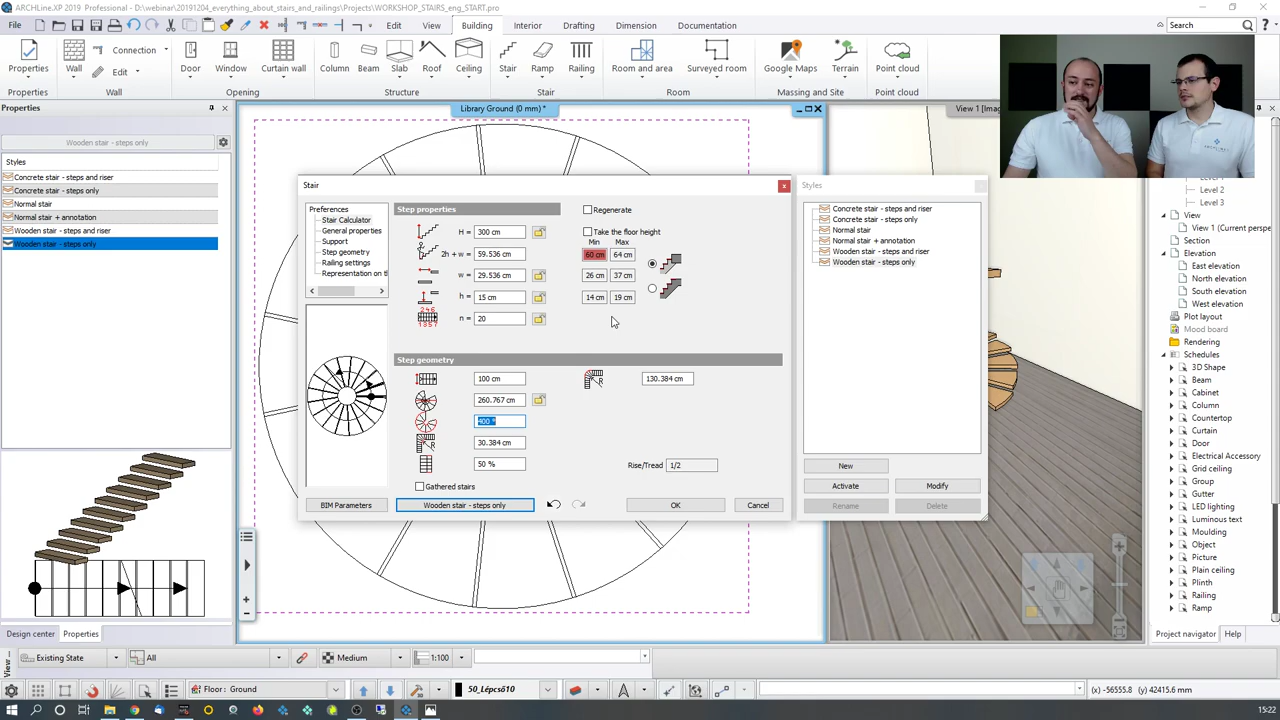 ARCHLine.XP 2019 Professional - D:\webinar\20191204_everything_about_stairs_and_railings\Projects\WORKSHOP_STAIRS_eng_START.pro
File
Edit
View
Building
Interior
Drafting
Dimension
Documentation
Search
Properties
Wall
Connection
Edit
Door
Window
Curtain wall
Column
Beam
Slab
Roof
Ceiling
Stair
Ramp
Railing
Room and area
Surveyed room
Google Maps
Terrain
Point cloud
Properties
Wall
Opening
Structure
Stair
Room
Massing and Site
Point cloud
Properties
Wooden stair - steps only
Styles
Concrete stair - steps and riser
Concrete stair - steps only
Normal stair
Normal stair + annotation
Wooden stair - steps and riser
Wooden stair - steps only
Design center
Properties
Library Ground (0 mm) *
Stair
Preferences
Stair Calculator
General properties
Support
Step geometry
Railing settings
Representation on t
Step properties
H =
300 cm
2h + w =
59.536 cm
w =
29.536 cm
h =
15 cm
n =
20
Regenerate
Take the floor height
Min
Max
60 cm
64 cm
26 cm
37 cm
14 cm
19 cm
Step geometry
100 cm
130.384 cm
260.767 cm
400 °
30.384 cm
50 %
Rise/Tread
1/2
Gathered stairs
BIM Parameters
Wooden stair - steps only
OK
Cancel
Styles
Concrete stair - steps and riser
Concrete stair - steps only
Normal stair
Normal stair + annotation
Wooden stair - steps and riser
Wooden stair - steps only
New
Activate
Modify
Rename
Delete
View 1 [Imag
Level 2
Level 3
View
View 1 (Current perspe
Section
Elevation
East elevation
North elevation
South elevation
West elevation
Plot layout
Mood board
Rendering
Schedules
3D Shape
Beam
Cabinet
Column
Countertop
Curtain
Door
Electrical Accessory
Grid ceiling
Group
Gutter
LED lighting
Luminous text
Moulding
Object
Picture
Plain ceiling
Plinth
Railing
Ramp
Project navigator
Help
View
Existing State
All
Medium
1:100
Floor : Ground
50_Lépcső10
(x) -56555.8
(y) 42415.6 mm
15:22